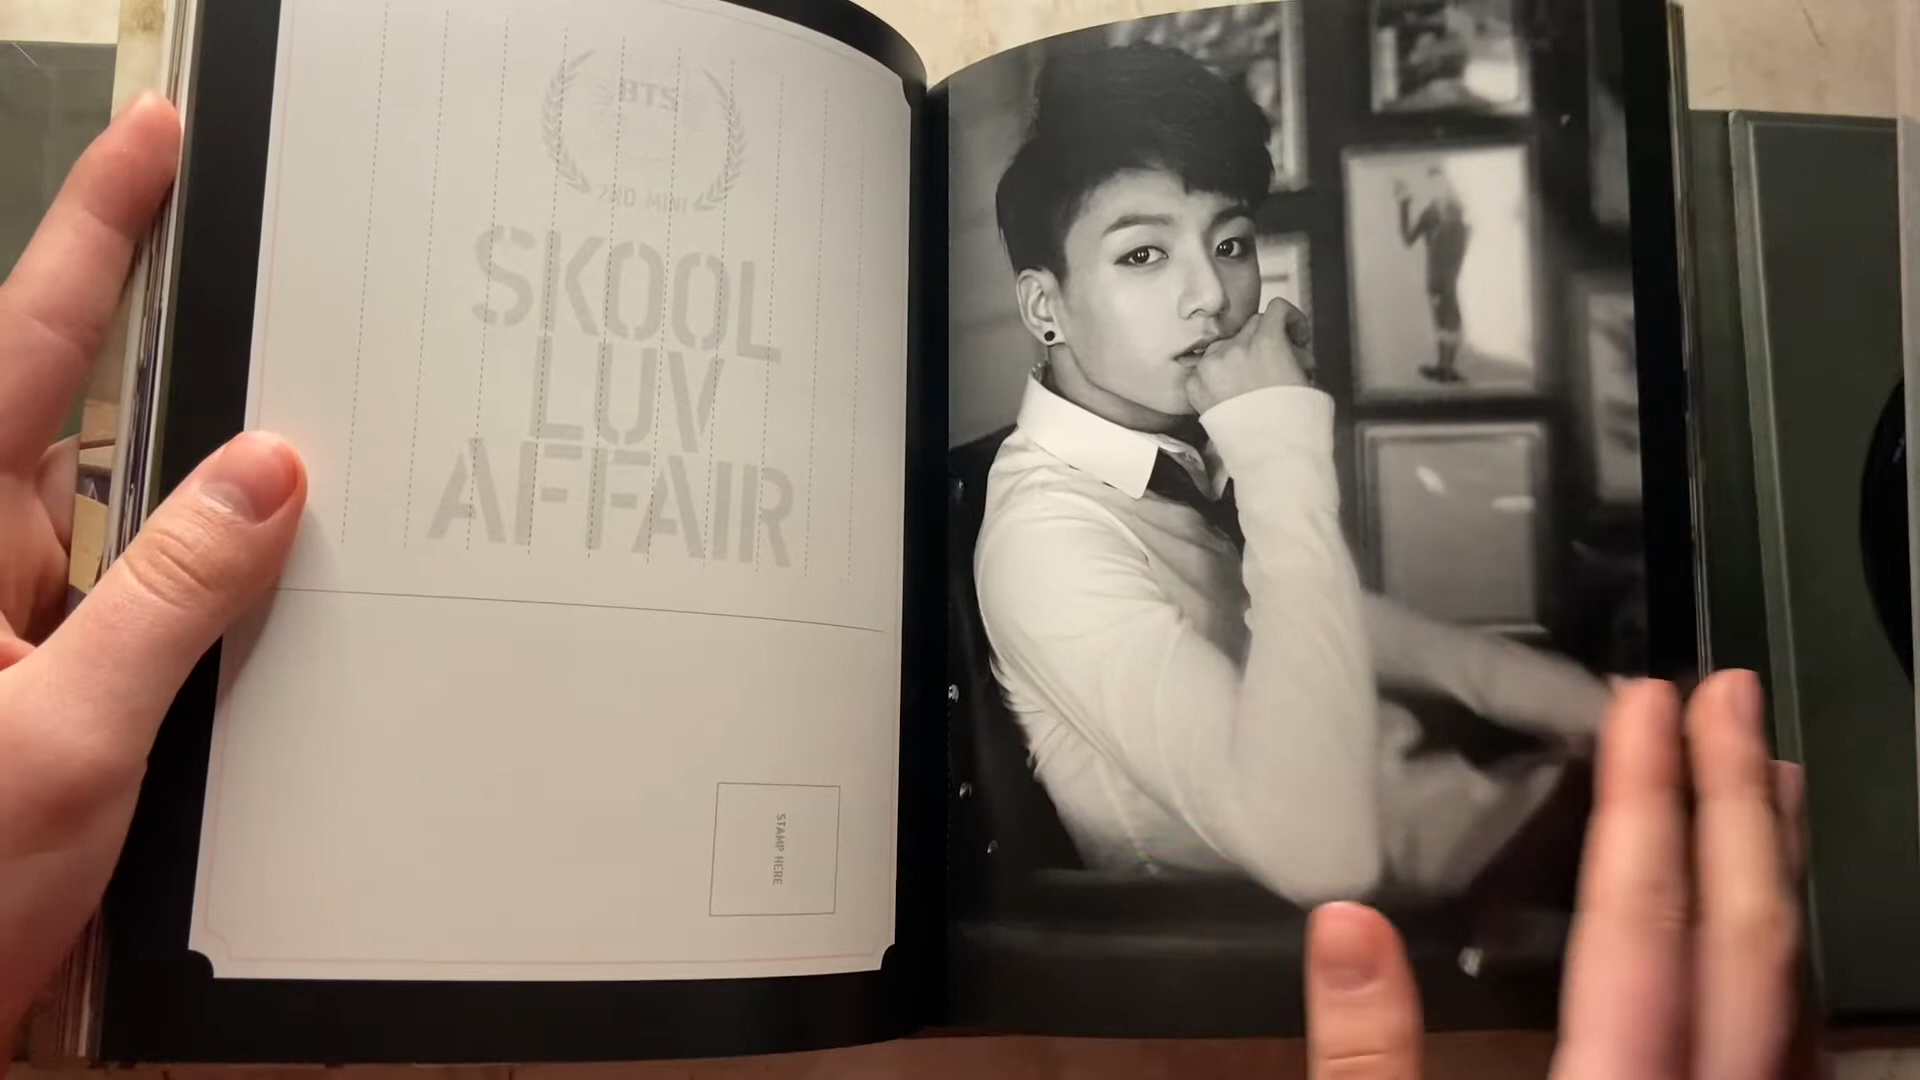 BTS
2ND MINI
SKOOL
LUV
AFFAIR
STAMP HERE